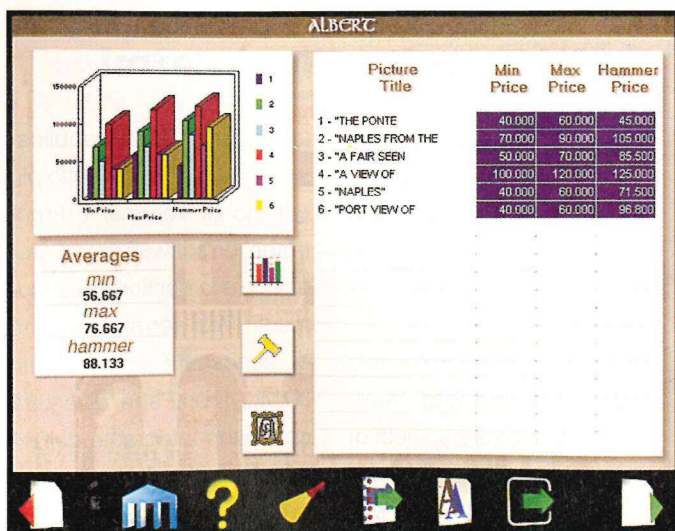 ALBERT
150000
100000
50000
0
Min Price
Max Price
Hammer Price
1
2
3
4
5
6
Averages
min
56.667
max
76.667
hammer
88.133
Picture Title Min Price Max Price Hammer Price
1 - "THE PONTE 40.000 60.000 45.000
2 - "NAPLES FROM THE 70.000 90.000 105.000
3 - "A FAIR SEEN 50.000 70.000 85.500
4 - "A VIEW OF 100.000 120.000 125.000
5 - "NAPLES" 40.000 60.000 71.500
6 - "PORT VIEW OF 40.000 60.000 96.800
?
A A